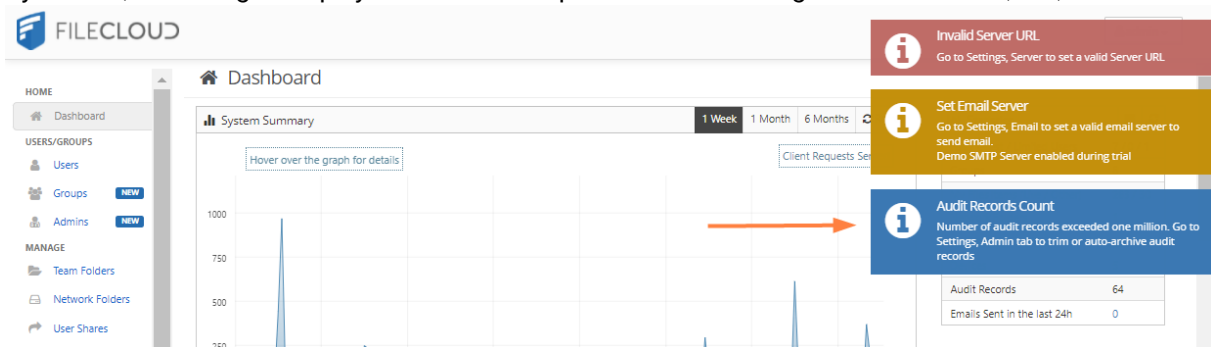 FILECLOUD
HOME
Dashboard
USERS/GROUPS
Users
Groups NEW
Admins NEW
MANAGE
Team Folders
Network Folders
User Shares
Dashboard
System Summary
1 Week 1 Month 6 Months
Hover over the graph for details
Client Requests Se
1000
750
500
250
Invalid Server URL
Go to Settings, Server to set a valid Server URL
Set Email Server
Go to Settings, Email to set a valid email server to
send email.
Demo SMTP Server enabled during trial
Audit Records Count
Number of audit records exceeded one million. Go to
Settings, Admin tab to trim or auto-archive audit
records
Audit Records 64
Emails Sent in the last 24h 0